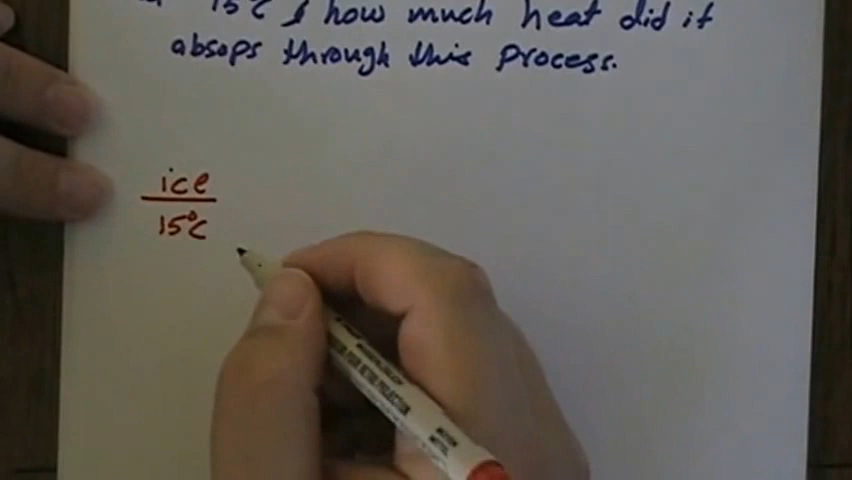 15°C & how much heat did it
absops through this process.
ice
15°C